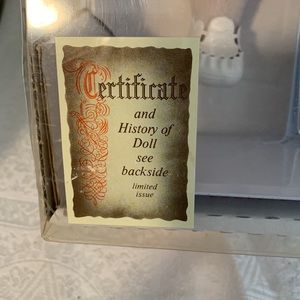 Certificate
and
History of
Doll
see
backside
limited
issue